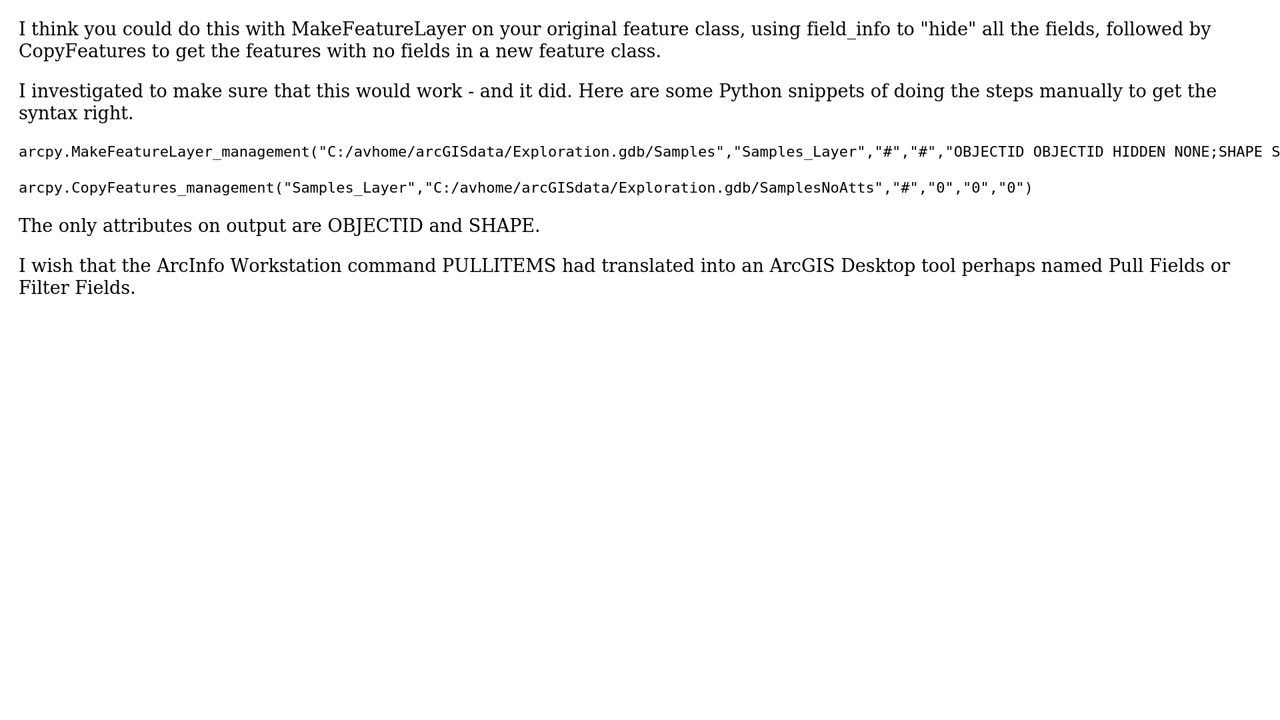 I think you could do this with MakeFeatureLayer on your original feature class, using field_info to "hide" all the fields, followed by
CopyFeatures to get the features with no fields in a new feature class.
I investigated to make sure that this would work - and it did. Here are some Python snippets of doing the steps manually to get the
syntax right.
arcpy.MakeFeatureLayer_management("C:/avhome/arcGISdata/Exploration.gdb/Samples","Samples_Layer","#","#","OBJECTID OBJECTID HIDDEN NONE;SHAPE S
arcpy.CopyFeatures_management("Samples_Layer","C:/avhome/arcGISdata/Exploration.gdb/SamplesNoAtts","#","0","0","0")
The only attributes on output are OBJECTID and SHAPE.
I wish that the ArcInfo Workstation command PULLITEMS had translated into an ArcGIS Desktop tool perhaps named Pull Fields or
Filter Fields.